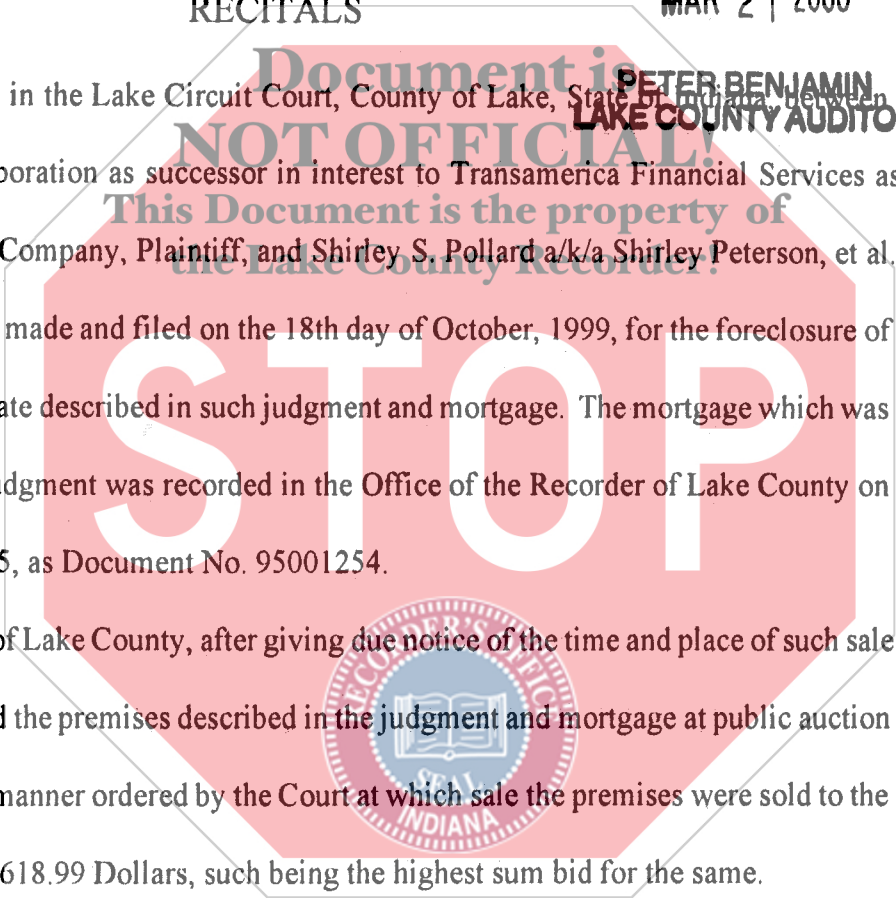 RECITALS
MAR 21 2000
Document is
PETER BENJAMIN
LAKE COUNTY AUDITO
in the Lake Circuit Court, County of Lake, State of Indiana, between
NOT OFFICIAL!
poration as successor in interest to Transamerica Financial Services as
This Document is the property of
Company, Plaintiff, and Shirley S. Pollard a/k/a Shirley Peterson, et al.
the Lake County Recorder!
made and filed on the 18th day of October, 1999, for the foreclosure of
ate described in such judgment and mortgage. The mortgage which was
STOP
dgment was recorded in the Office of the Recorder of Lake County on
5, as Document No. 95001254.
of Lake County, after giving due notice of the time and place of such sale
d the premises described in the judgment and mortgage at public auction
manner ordered by the Court at which sale the premises were sold to the
618.99 Dollars, such being the highest sum bid for the same.
RECORDER'S OFFICE
SEAL
INDIANA